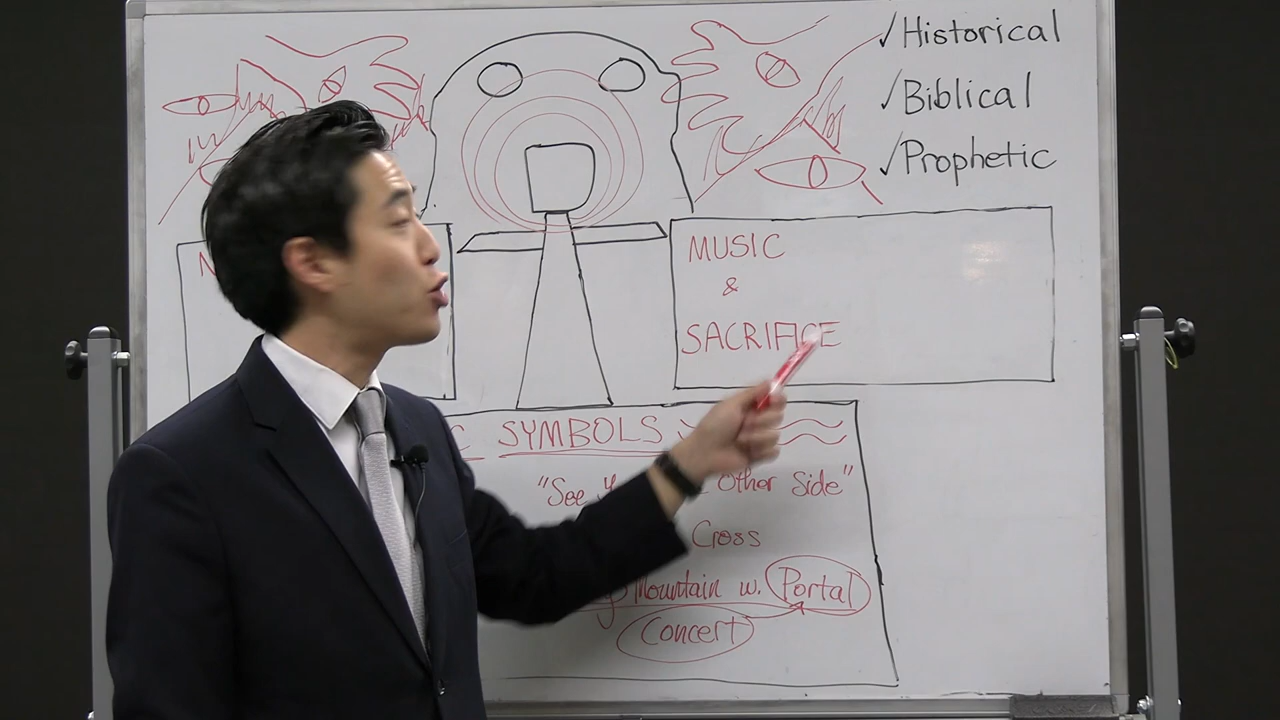 ✓Historical
✓Biblical
✓Prophetic
MUSIC
&
SACRIFICE
SYMBOLS
"See Other Side"
Cross
Mountain w. Portal
Concert